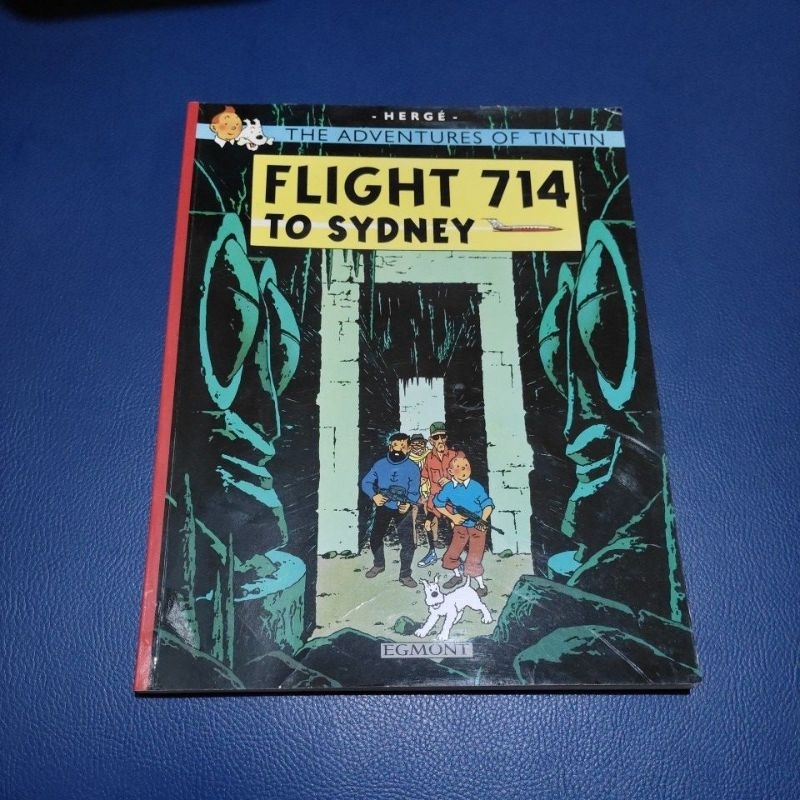 - HERGÉ -
THE ADVENTURES OF TINTIN
FLIGHT 714
TO SYDNEY
EGMONT